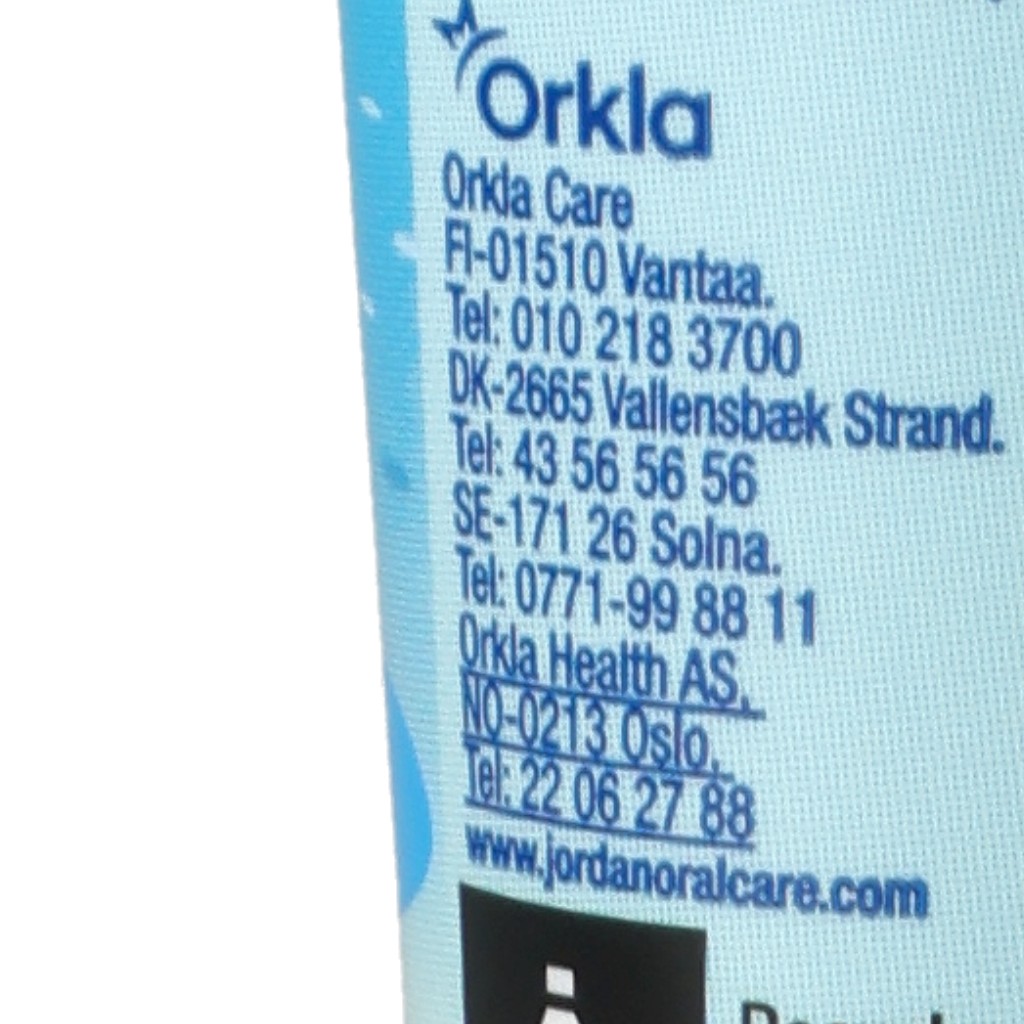 Orkla
Orkla Care
FI-01510 Vantaa.
Tel: 010 218 3700
DK-2665 Vallensbæk Strand.
Tel: 43 56 56 56
SE-171 26 Solna.
Tel: 0771-99 88 11
Orkla Health AS,
NO-0213 Oslo,
Tel: 22 06 27 88
www.jordanoralcare.com